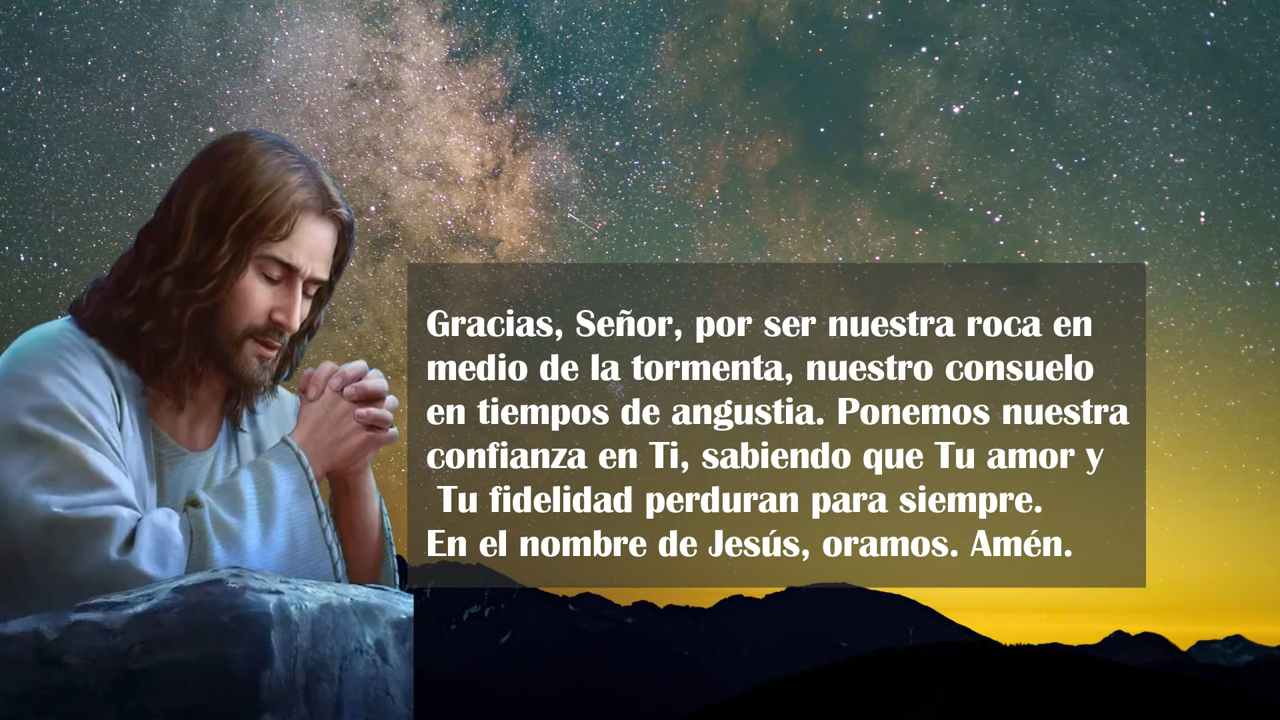 Gracias, Señor, por ser nuestra roca en
medio de la tormenta, nuestro consuelo
en tiempos de angustia. Ponemos nuestra
confianza en Ti, sabiendo que Tu amor y
Tu fidelidad perduran para siempre.
En el nombre de Jesús, oramos. Amén.